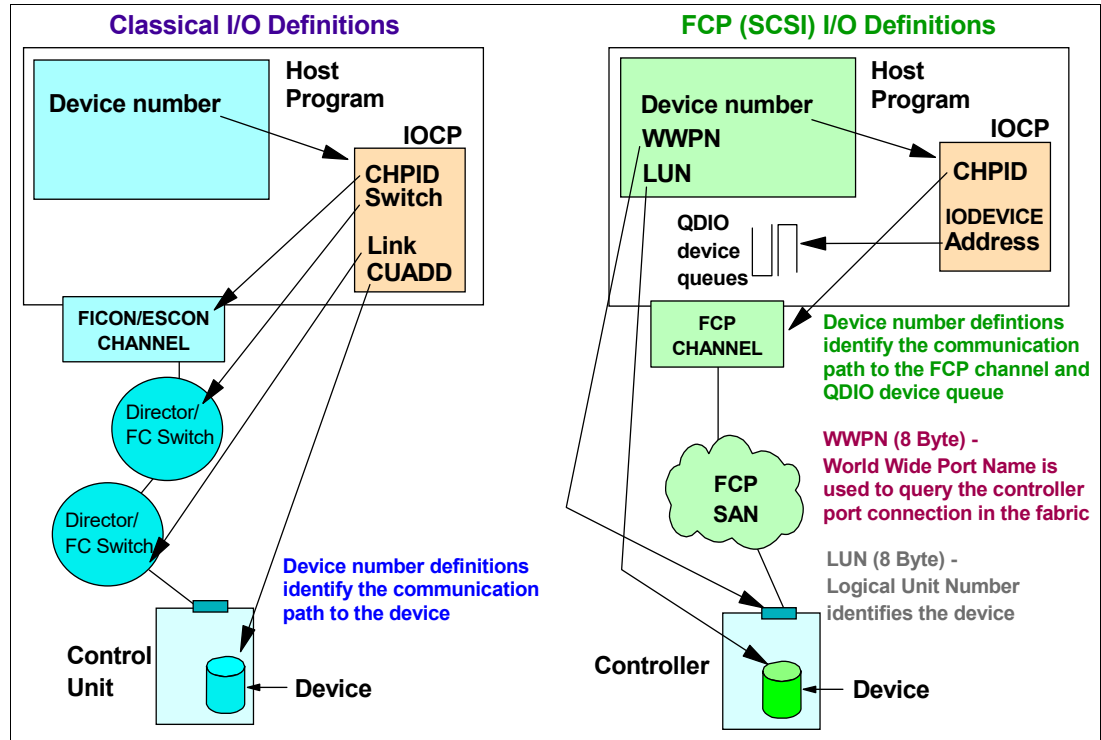 Classical I/O Definitions
Host
Program
Device number
IOCP
CHPID
Switch
Link
CUADD
FICON/ESCON
CHANNEL
Director/
FC Switch
Director/
FC Switch
Device number definitions
identify the communication
path to the device
Control
Unit
Device
FCP (SCSI) I/O Definitions
Host
Program
Device number
WWPN
LUN
IOCP
CHPID
IODEVICE
Address
QDIO
device
queues
FCP
CHANNEL
Device number defintions
identify the communication
path to the FCP channel and
QDIO device queue
FCP
SAN
WWPN (8 Byte) -
World Wide Port Name is
used to query the controller
port connection in the fabric
LUN (8 Byte) -
Logical Unit Number
identifies the device
Controller
Device